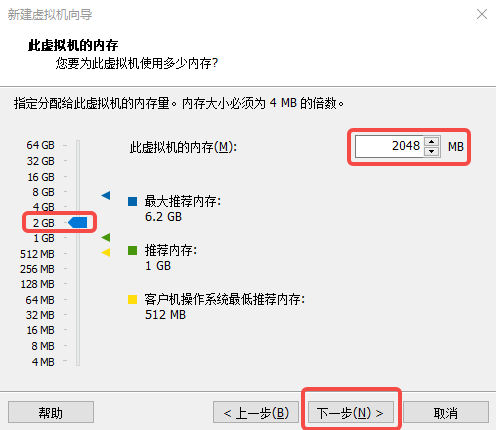 新建虚拟机向导
此虚拟机的内存
您要为此虚拟机使用多少内存?
指定分配给此虚拟机的内存量。内存大小必须为 4 MB 的倍数。
64 GB
32 GB
16 GB
8 GB
4 GB
2 GB
1 GB
512 MB
256 MB
128 MB
64 MB
32 MB
16 MB
8 MB
4 MB
此虚拟机的内存(M): 2048 MB
最大推荐内存:
6.2 GB
推荐内存:
1 GB
客户机操作系统最低推荐内存:
512 MB
帮助 < 上一步(B) 下一步(N) > 取消